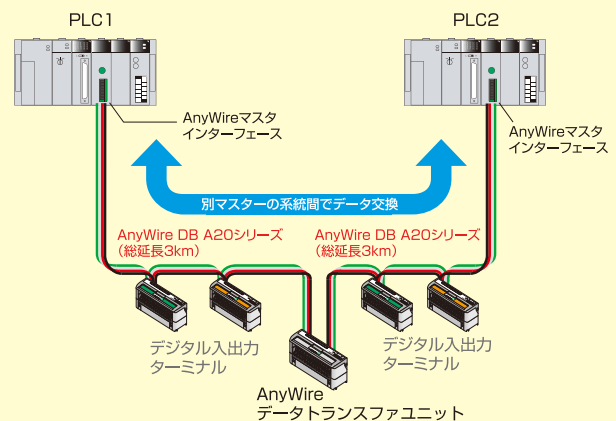 PLC1
PLC2
AnyWireマスタ
インターフェース
AnyWireマスタ
インターフェース
別マスターの系統間でデータ交換
AnyWire DB A20シリーズ
（総延長3km）
AnyWire DB A20シリーズ
（総延長3km）
デジタル入出力
ターミナル
デジタル入出力
ターミナル
AnyWire
データトランスファユニット